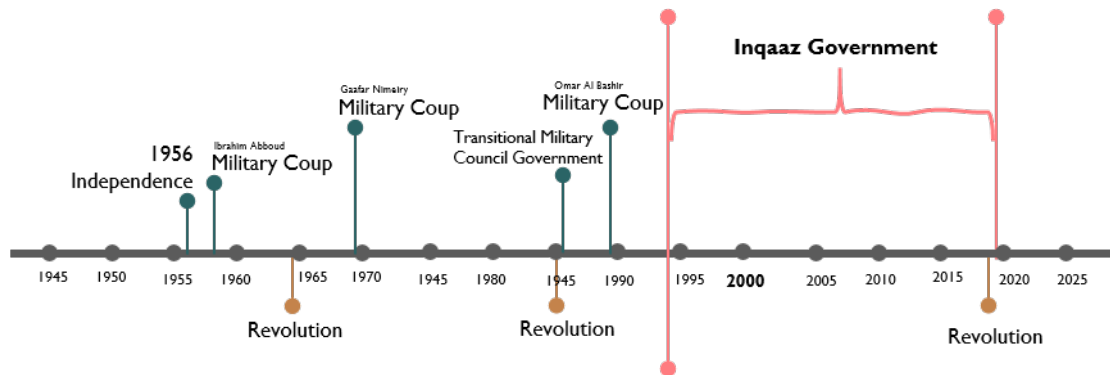 Inqaaz Government
Gaafar Nimeiry
Military Coup
Omar Al Bashir
Military Coup
Transitional Military
Council Government
1956
Independence
Ibrahim Abboud
Military Coup
1945
1950
1956
1960
1965
1970
1945
1980
1945
1990
1995
2000
2005
2010
2015
2020
2025
Revolution
Revolution
Revolution